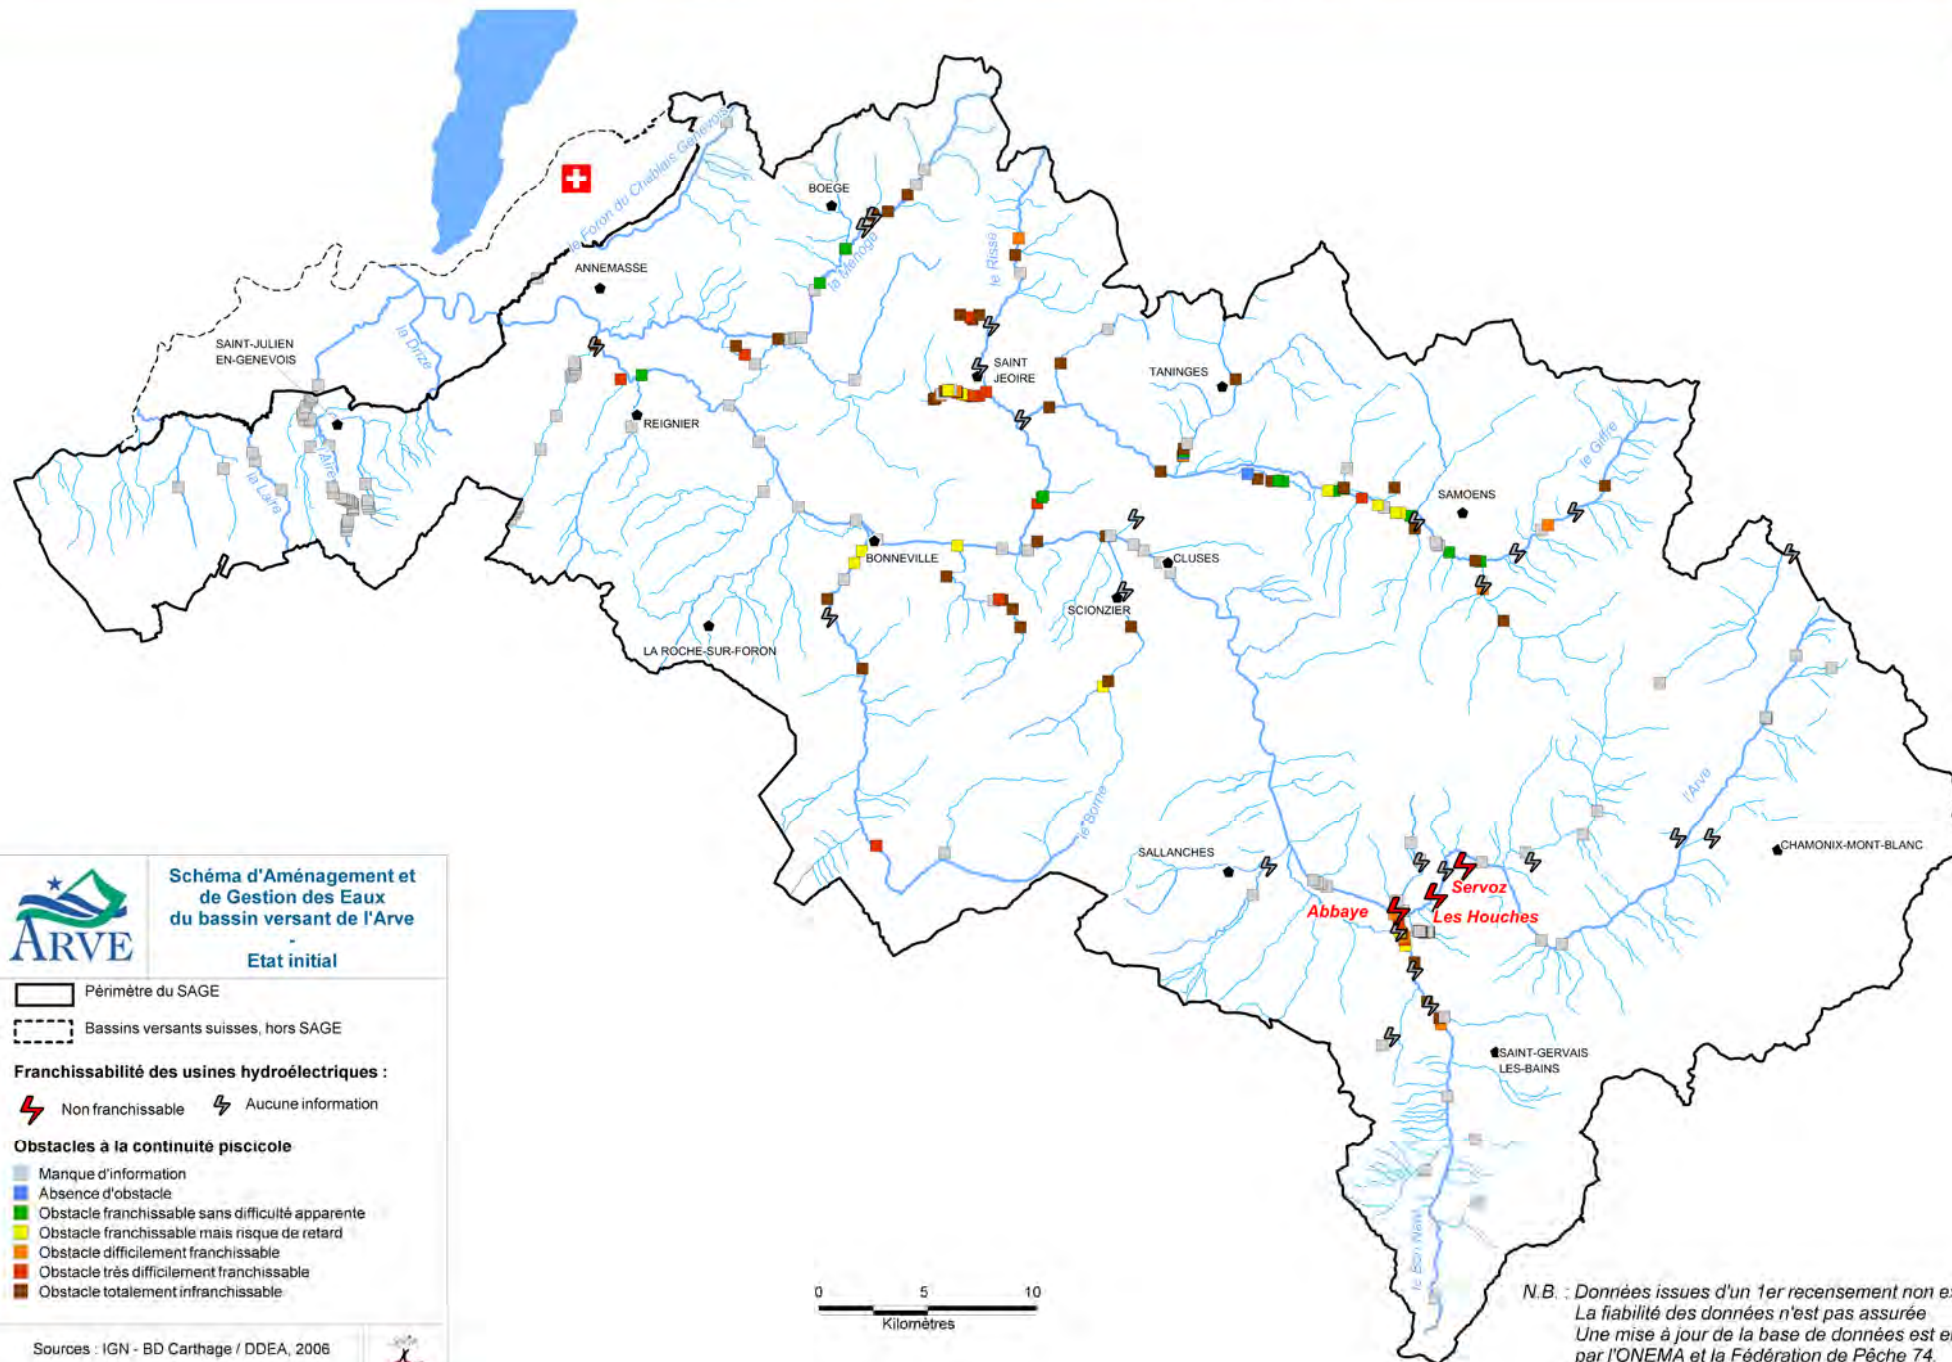 le Foron du Chablais Genevois
BOEGE
la Menoge
le Risse
ANNEMASSE
la Drize
SAINT-JULIEN
EN-GENEVOIS
SAINT
JEOIRE
TANINGES
REIGNIER
l'Aire
la Laire
le Giffre
SAMOENS
BONNEVILLE
CLUSES
SCIONZIER
LA ROCHE-SUR-FORON
l'Arve
le Borne
SALLANCHES
CHAMONIX-MONT-BLANC
Servoz
Abbaye
Les Houches
SAINT-GERVAIS
LES-BAINS
le Bon Nant
ARVE
Schéma d'Aménagement et
de Gestion des Eaux
du bassin versant de l'Arve
-
Etat initial
Périmètre du SAGE
Bassins versants suisses, hors SAGE
Franchissabilité des usines hydroélectriques :
Non franchissable
Aucune information
Obstacles à la continuité piscicole
Manque d'information
Absence d'obstacle
Obstacle franchissable sans difficulté apparente
Obstacle franchissable mais risque de retard
Obstacle difficilement franchissable
Obstacle très difficilement franchissable
Obstacle totalement infranchissable
Sources : IGN - BD Carthage / DDEA, 2006
0 5 10
Kilomètres
N.B. : Données issues d'un 1er recensement non ex
La fiabilité des données n'est pas assurée
Une mise à jour de la base de données est e
par l'ONEMA et la Fédération de Pêche 74.